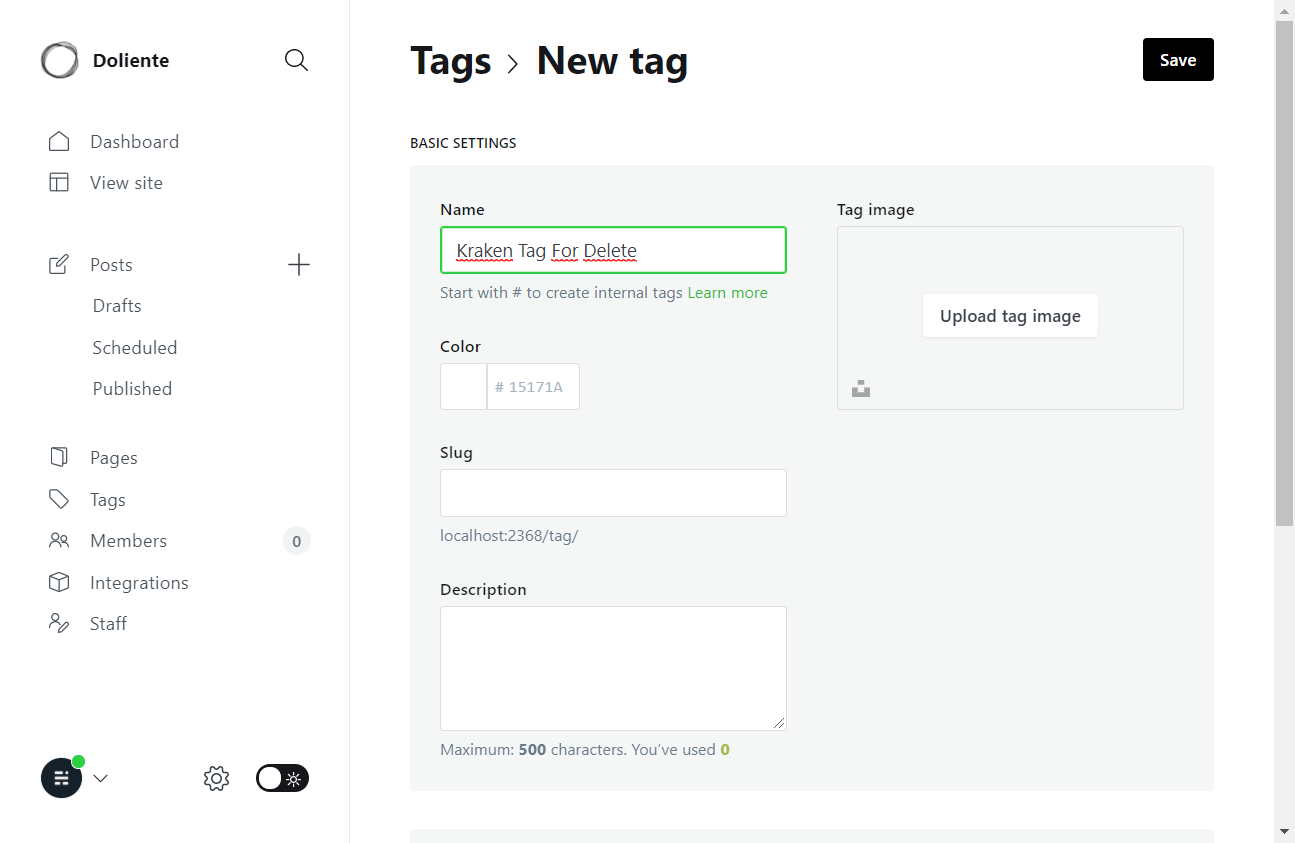 Doliente
Dashboard
View site
Posts
Drafts
Scheduled
Published
Pages
Tags
Members 0
Integrations
Staff
Tags › New tag
Save
BASIC SETTINGS
Name
Kraken Tag For Delete
Start with # to create internal tags Learn more
Color
# 15171A
Slug
localhost:2368/tag/
Description
Maximum: 500 characters. You’ve used 0
Tag image
Upload tag image